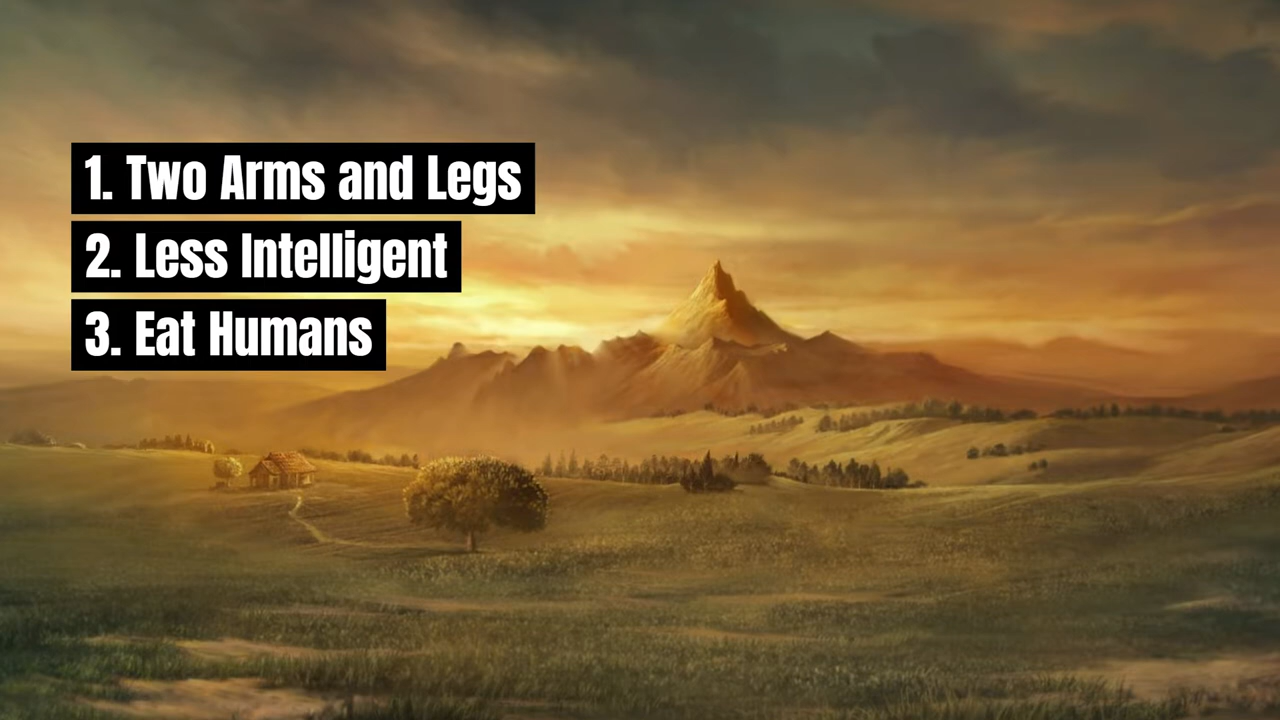 1. Two Arms and Legs
2. Less Intelligent
3. Eat Humans